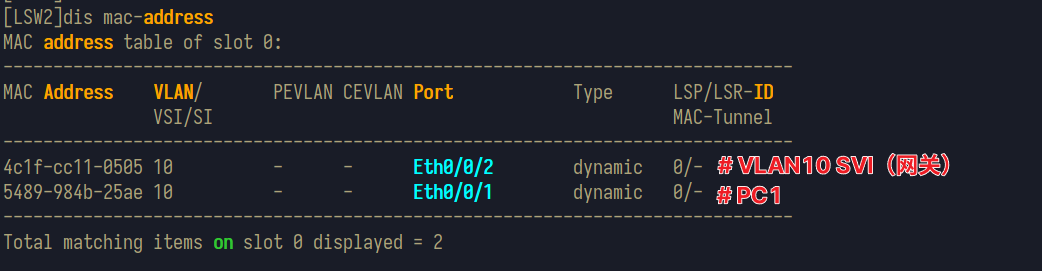 [LSW2]dis mac-address
MAC address table of slot 0:
-------------------------------------------------------------------------------
MAC Address    VLAN/       PEVLAN CEVLAN Port            Type      LSP/LSR-ID
               VSI/SI                                              MAC-Tunnel
-------------------------------------------------------------------------------
4c1f-cc11-0505 10          -      -      Eth0/0/2        dynamic   0/- # VLAN10 SVI（网关）
5489-984b-25ae 10          -      -      Eth0/0/1        dynamic   0/- # PC1
-------------------------------------------------------------------------------
Total matching items on slot 0 displayed = 2